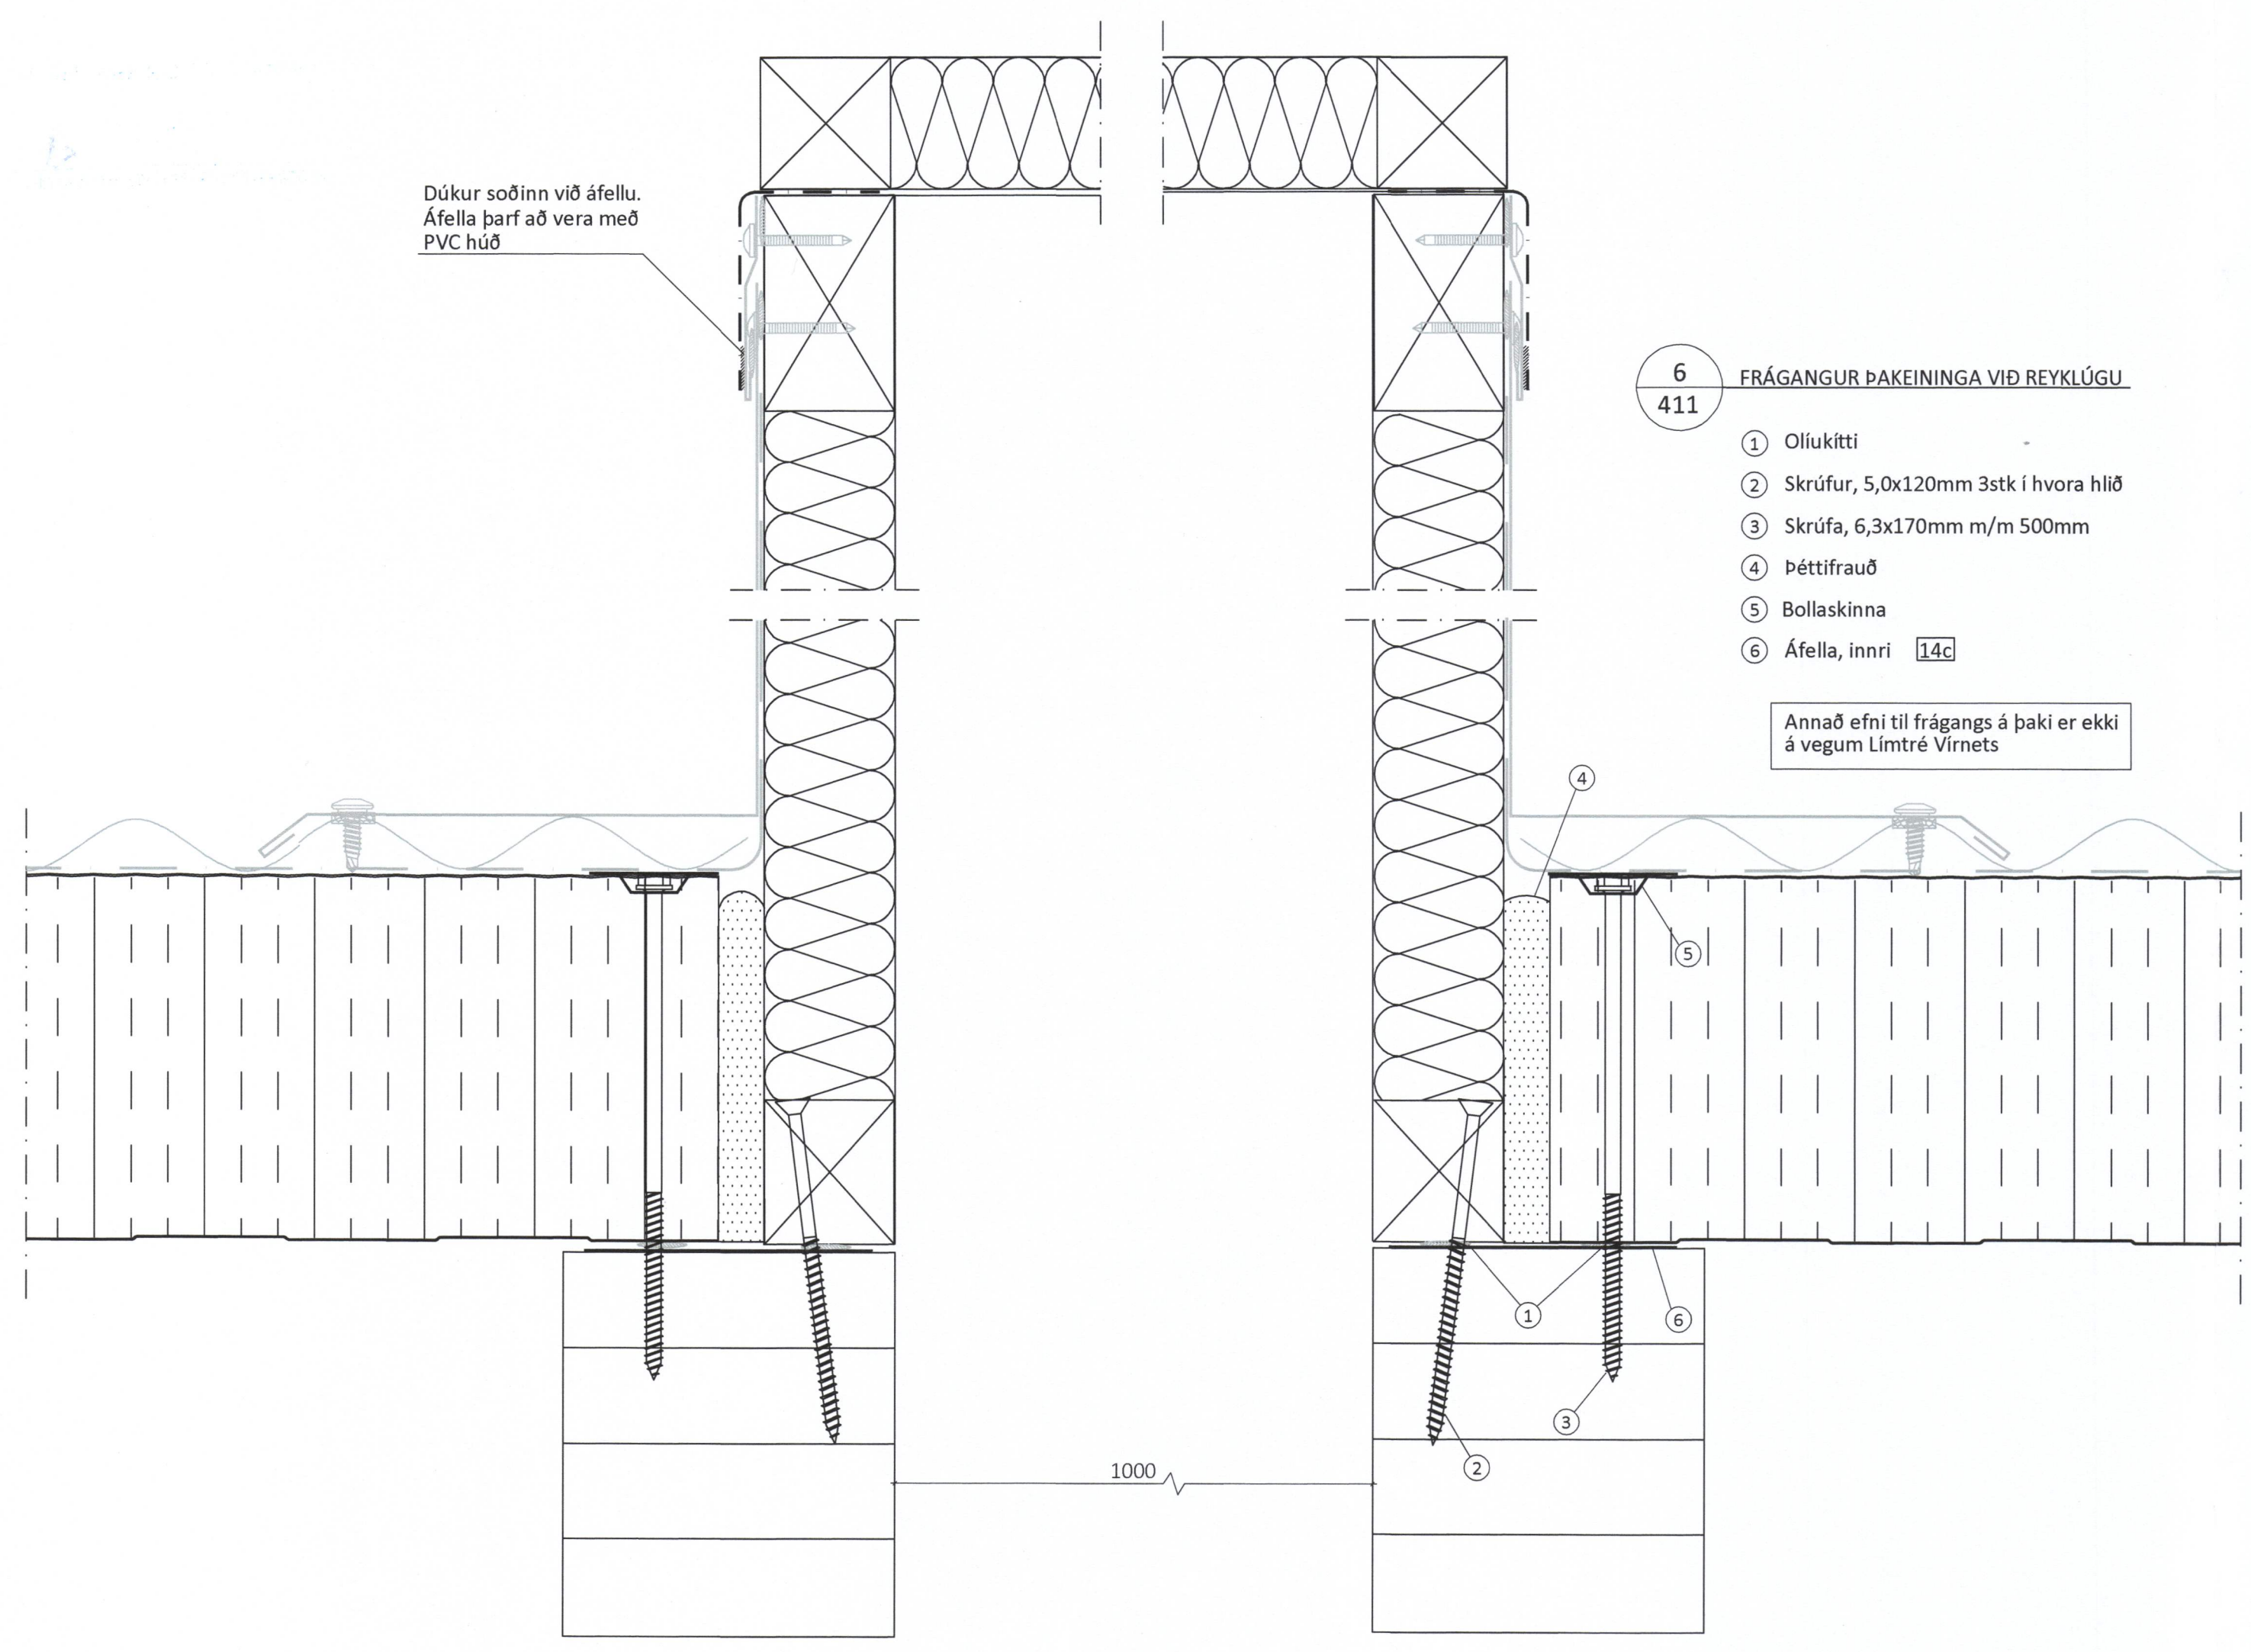 Dúkur soðinn við áfellu.
Áfella þarf að vera með
PVC húð
6
411
FRÁGANGUR ÞAKEININGA VIÐ REYKLÚGU
1 Olíukítti
2 Skrúfur, 5,0x120mm 3stk í hvora hlið
3 Skrúfa, 6,3x170mm m/m 500mm
4 Þéttifrauð
5 Bollaskinna
6 Áfella, innri 14c
Annað efni til frágangs á þaki er ekki
á vegum Límtré Vírnets
4
5
1
6
3
2
1000